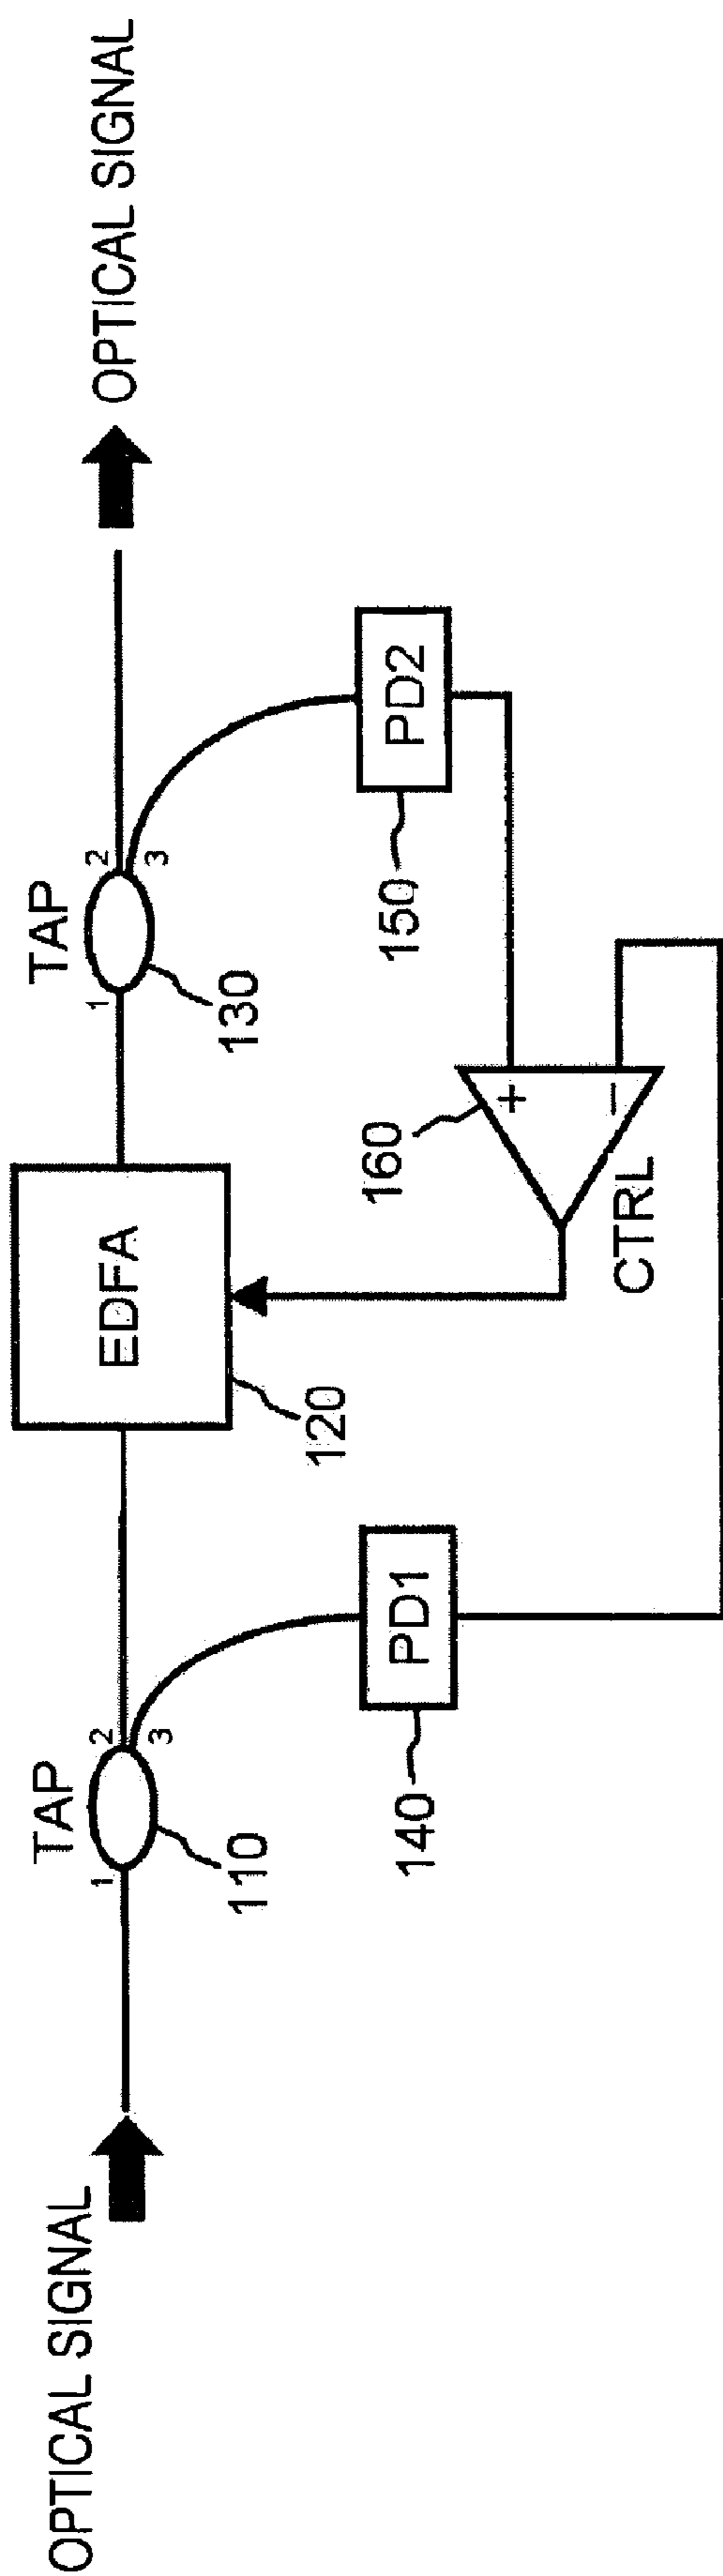 OPTICAL SIGNAL
TAP
1
2
3
110
EDFA
120
TAP
1
2
3
130
OPTICAL SIGNAL
PD1
140
PD2
150
160
+
−
CTRL